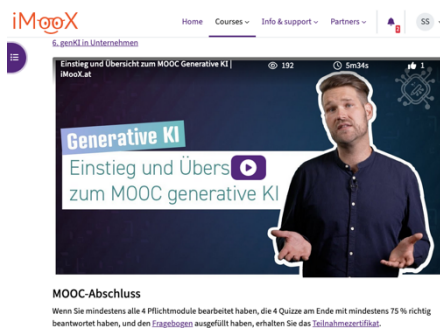 iMooX
Home Courses Info & support Partners SS
6. genKI in Unternehmen
Einstieg und Übersicht zum MOOC Generative KI |
iMooX.at
192 5m34s 1
Generative KI
Einstieg und Übers
zum MOOC generative KI
MOOC-Abschluss
Wenn Sie mindestens alle 4 Pflichtmodule bearbeitet haben, die 4 Quizze am Ende mit mindestens 75 % richtig
beantwortet haben, und den Fragebogen ausgefüllt haben, erhalten Sie das Teilnahmezertifikat.